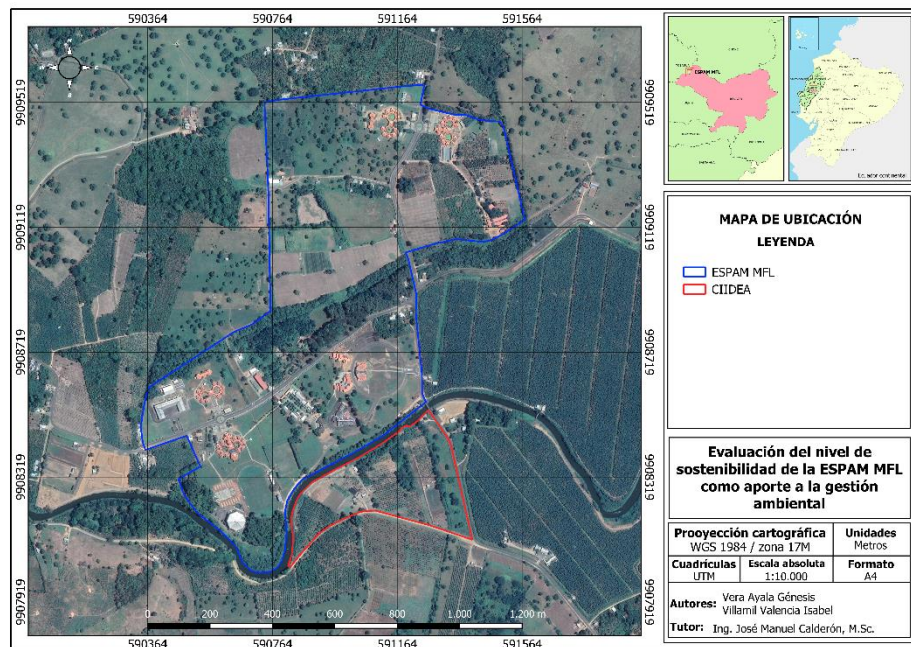 590364 590764 591164 591564
9909519
9909119
9908719
9908319
9907919
9909519
9909119
9908719
9908319
9907919
0 200 400 600 800 1.000 1.200 m
590364 590764 591164 591564
ESPAM MFL
Ecuador continental
MAPA DE UBICACIÓN
LEYENDA
ESPAM MFL
CIIDEA
Evaluación del nivel de
sostenibilidad de la ESPAM MFL
como aporte a la gestión
ambiental
Prooyección cartográfica
WGS 1984 / zona 17M
Unidades
Metros
Cuadrículas
UTM
Escala absoluta
1:10.000
Formato
A4
Autores: Vera Ayala Génesis
Villamil Valencia Isabel
Tutor: Ing. José Manuel Calderón, M.Sc.